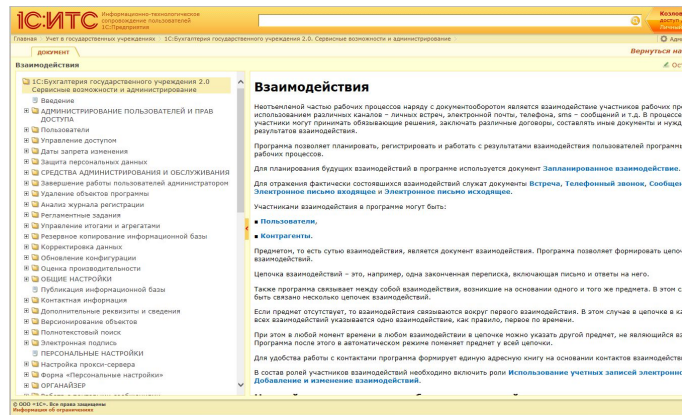 1С:ИТС
Информационно-технологическое
сопровождение пользователей
1С:Предприятия
Козлов
доступ
Главная
Учет в государственных учреждениях
1С:Бухгалтерия государственного учреждения 2.0. Сервисные возможности и администрирование
ДОКУМЕНТ
Вернуться на
Взаимодействия
1С:Бухгалтерия государственного учреждения 2.0
Сервисные возможности и администрирование
Введение
АДМИНИСТРИРОВАНИЕ ПОЛЬЗОВАТЕЛЕЙ И ПРАВ
ДОСТУПА
Пользователи
Управление доступом
Даты запрета изменения
Защита персональных данных
СРЕДСТВА АДМИНИСТРИРОВАНИЯ И ОБСЛУЖИВАНИЯ
Завершение работы пользователей администратором
Удаление объектов программы
Анализ журнала регистрации
Регламентные задания
Управление итогами и агрегатами
Резервное копирование информационной базы
Корректировка данных
Обновление конфигурации
Оценка производительности
ОБЩИЕ НАСТРОЙКИ
Публикация информационной базы
Контактная информация
Дополнительные реквизиты и сведения
Версионирование объектов
Полнотекстовый поиск
Электронная подпись
ПЕРСОНАЛЬНЫЕ НАСТРОЙКИ
Настройка прокси-сервера
Форма «Персональные настройки»
ОРГАНАЙЗЕР
Взаимодействия
Неотъемлемой частью рабочих процессов наряду с документооборотом является взаимодействие участников рабочих
использованием различных каналов – личных встреч, электронной почты, телефона, sms – сообщений и т.д. В процессе
участники могут принимать обязывающие решения, заключать различные договоры, составлять иные документы и
результатов взаимодействия.
Программа позволяет планировать, регистрировать и работать с результатами взаимодействия пользователей
рабочих процессов.
Для планирования будущих взаимодействий в программе используется документ Запланированное взаимодействие.
Для отражения фактически состоявшихся взаимодействий служат документы Встреча, Телефонный звонок,
Электронное письмо входящее и Электронное письмо исходящее.
Участниками взаимодействия в программе могут быть:
▪ Пользователи,
▪ Контрагенты.
Предметом, то есть сутью взаимодействия, является документ взаимодействия. Программа позволяет формировать
взаимодействий.
Цепочка взаимодействий – это, например, одна законченная переписка, включающая письмо и ответы на него.
Также программа связывает между собой взаимодействия, возникшие на основании одного и того же предмета. В этом
быть связано несколько цепочек взаимодействий.
Если предмет отсутствует, то взаимодействия связываются вокруг первого взаимодействия. В этом случае в цепочке в
всех взаимодействий указывается одно взаимодействие, как правило, первое по времени.
При этом в любой момент времени в любом взаимодействии в цепочке можно указать другой предмет, не являющийся
Программа после этого в автоматическом режиме поменяет предмет у всей цепочки.
Для удобства работы с контактами программа формирует единую адресную книгу на основании контактов
В состав ролей участников взаимодействий необходимо включить роли Использование учетных записей
Добавление и изменение взаимодействий.
© ООО «1С». Все права защищены
Информация об ограничениях